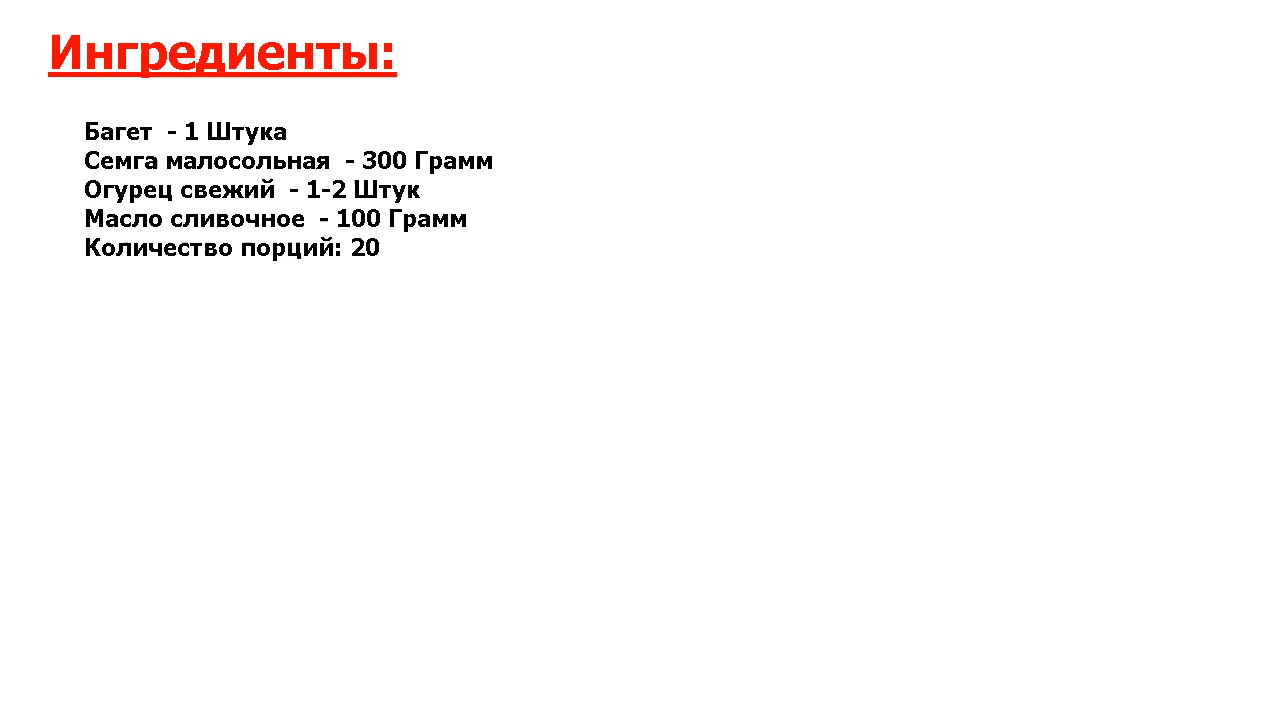 Ингредиенты:
Багет  - 1 Штука
Семга малосольная  - 300 Грамм
Огурец свежий  - 1-2 Штук
Масло сливочное  - 100 Грамм
Количество порций: 20